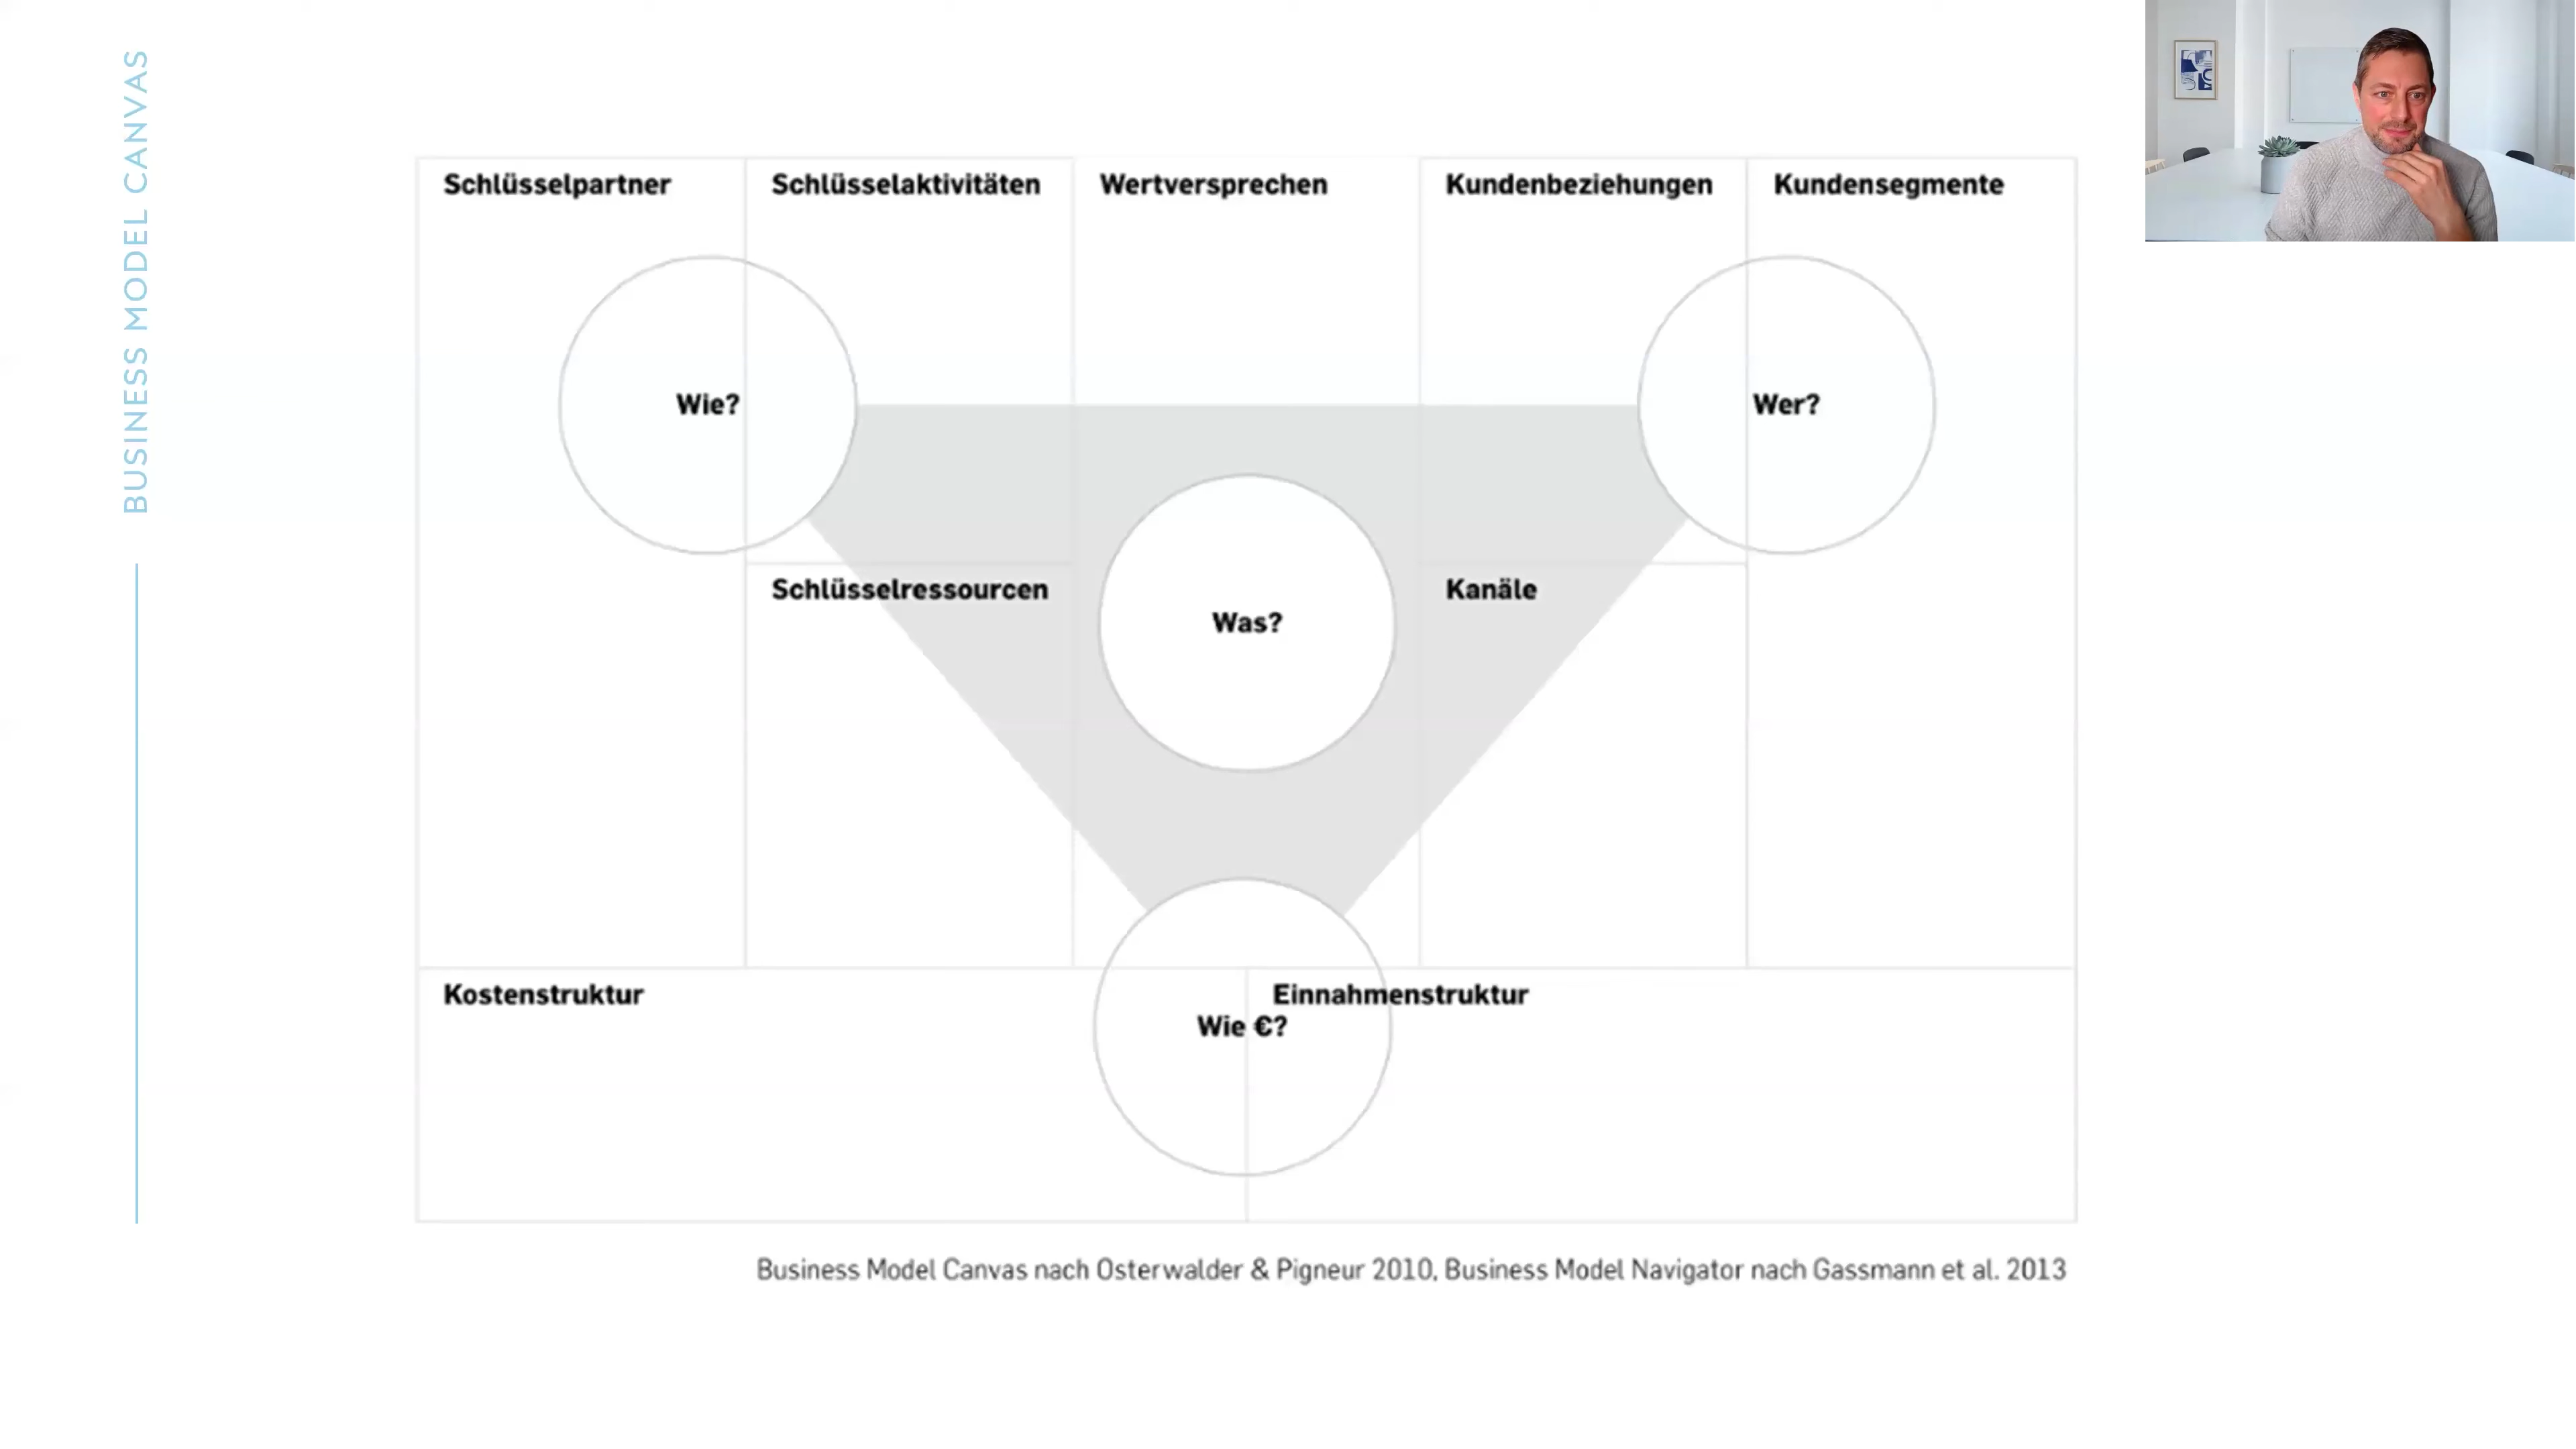 BUSINESS MODEL CANVAS
Schlüsselpartner
Schlüsselaktivitäten
Wertversprechen
Kundenbeziehungen
Kundensegmente
Wie?
Wer?
Schlüsselressourcen
Kanäle
Was?
Kostenstruktur
Einnahmenstruktur
Wie €?
Business Model Canvas nach Osterwalder & Pigneur 2010, Business Model Navigator nach Gassmann et al. 2013